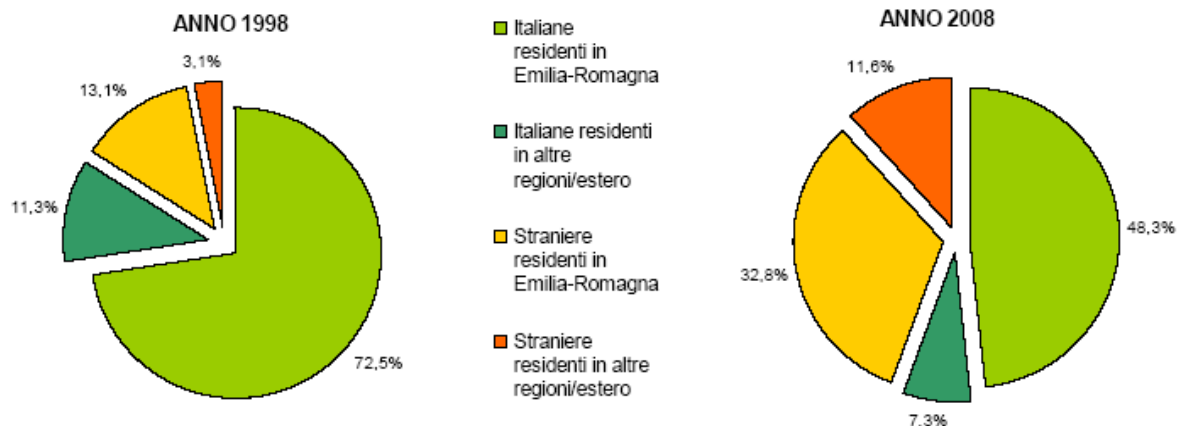 ANNO 1998
3,1%
13,1%
11,3%
72,5%
Italiane
residenti in
Emilia-Romagna
Italiane residenti
in altre
regioni/estero
Straniere
residenti in
Emilia-Romagna
Straniere
residenti in altre
regioni/estero
ANNO 2008
11,6%
48,3%
32,8%
7,3%